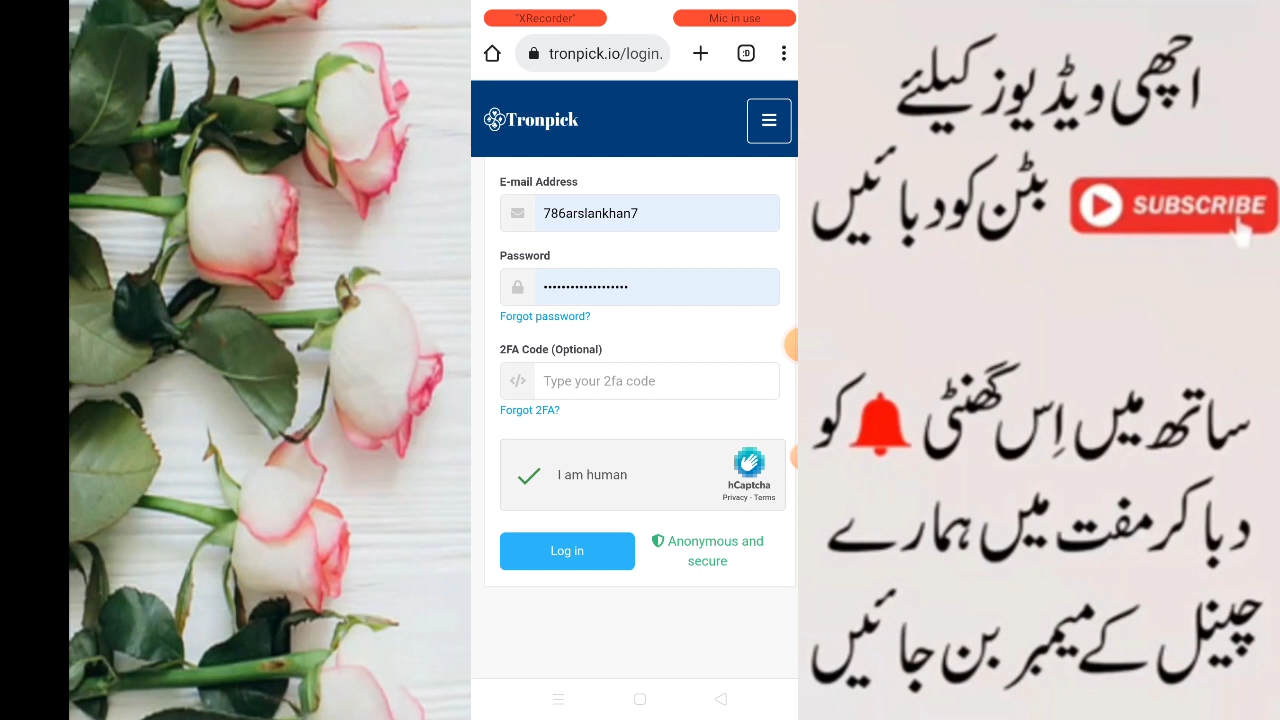 "XRecorder"
Mic in use
tronpick.io/login.
:D
Tronpick
E-mail Address
786arslankhan7
Password
•••••••••••••••••••
Forgot password?
2FA Code (Optional)
Type your 2fa code
Forgot 2FA?
I am human
hCaptcha
Privacy - Terms
Log in
Anonymous and
secure
اچھی ویڈیوز کیلئے
بٹن کو دبائیں
SUBSCRIBE
ساتھ میں اِس گھنٹی کو
دبا کر مفت میں ہمارے
چینل کے میمبر بن جائیں